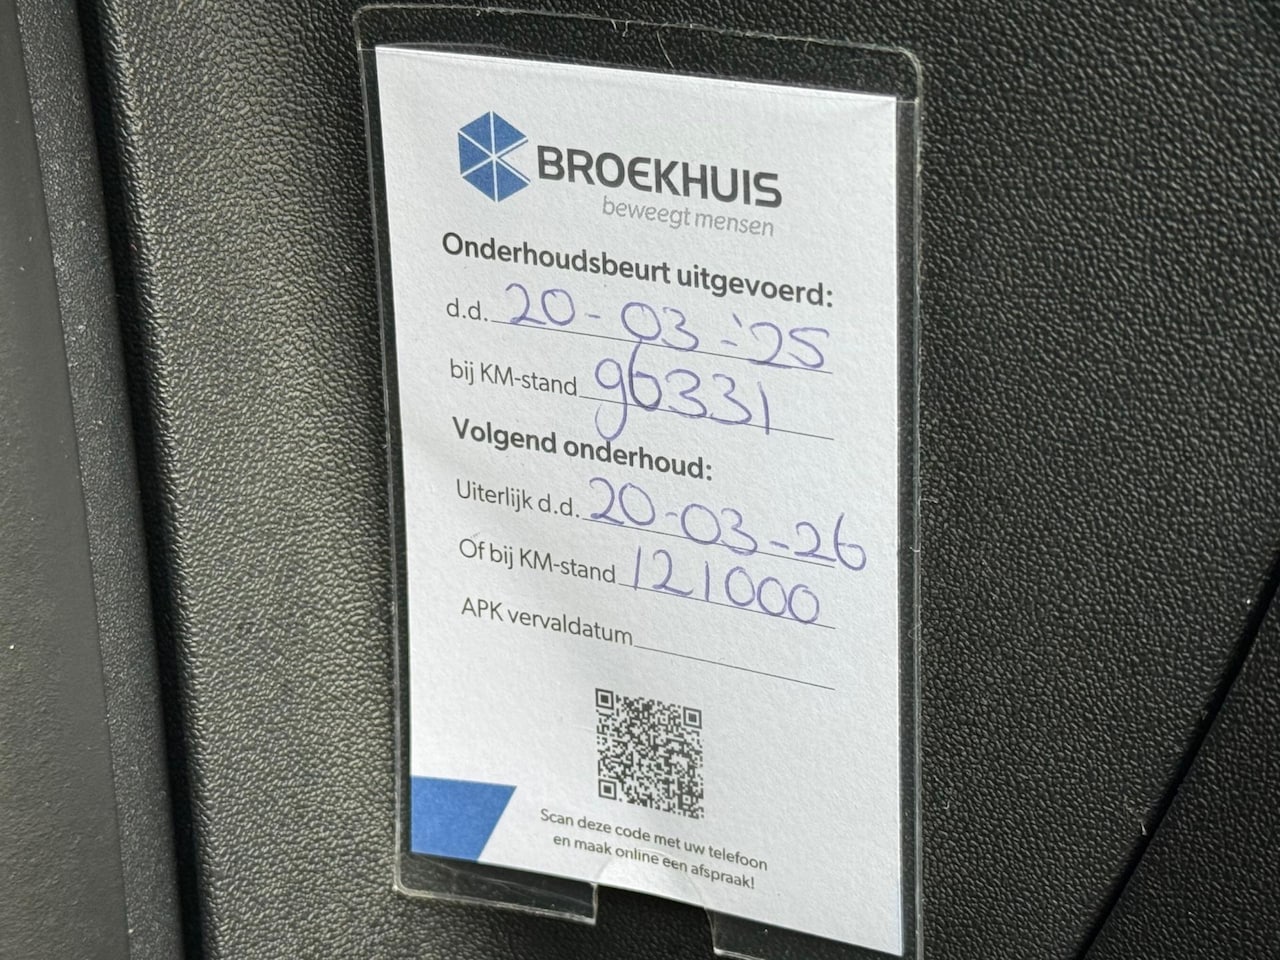 BROEKHUIS
beweegt mensen
Onderhoudsbeurt uitgevoerd:
d.d. 20-03-'25
bij KM-stand 96331
Volgend onderhoud:
Uiterlijk d.d. 20-03-26
Of bij KM-stand 121000
APK vervaldatum
Scan deze code met uw telefoon
en maak online een afspraak!